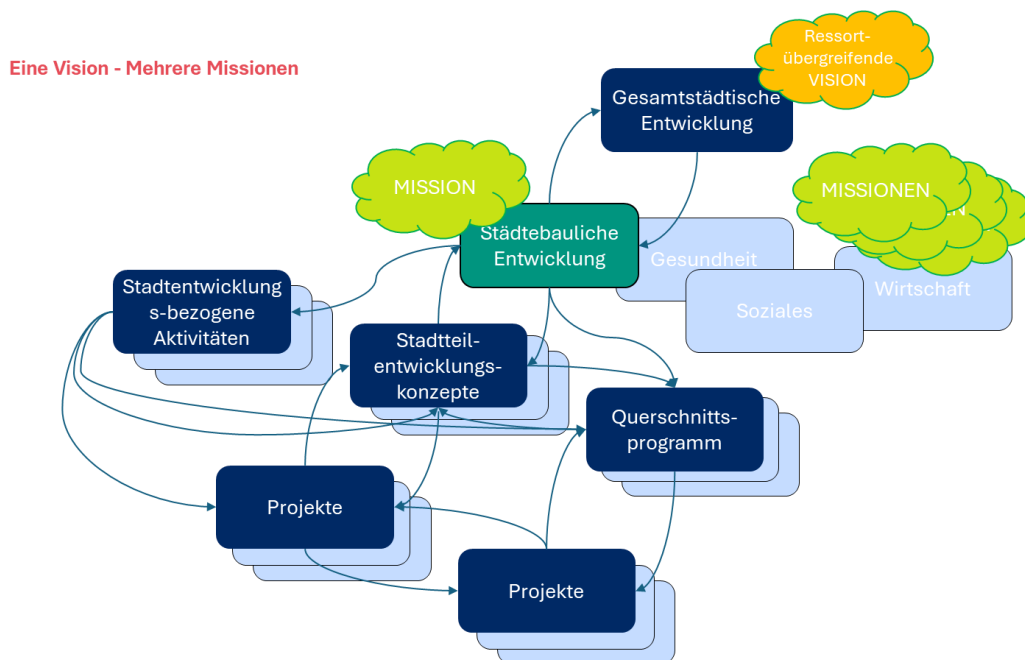 Eine Vision - Mehrere Missionen
Ressort-
übergreifende
VISION
Gesamtstädtische
Entwicklung
MISSION
MISSIONEN
EN
Städtebauliche
Entwicklung
Gesundheit
Wirtschaft
Soziales
Stadtentwicklung
s-bezogene
Aktivitäten
Stadtteil-
entwicklungs-
konzepte
Querschnitts-
programm
Projekte
Projekte